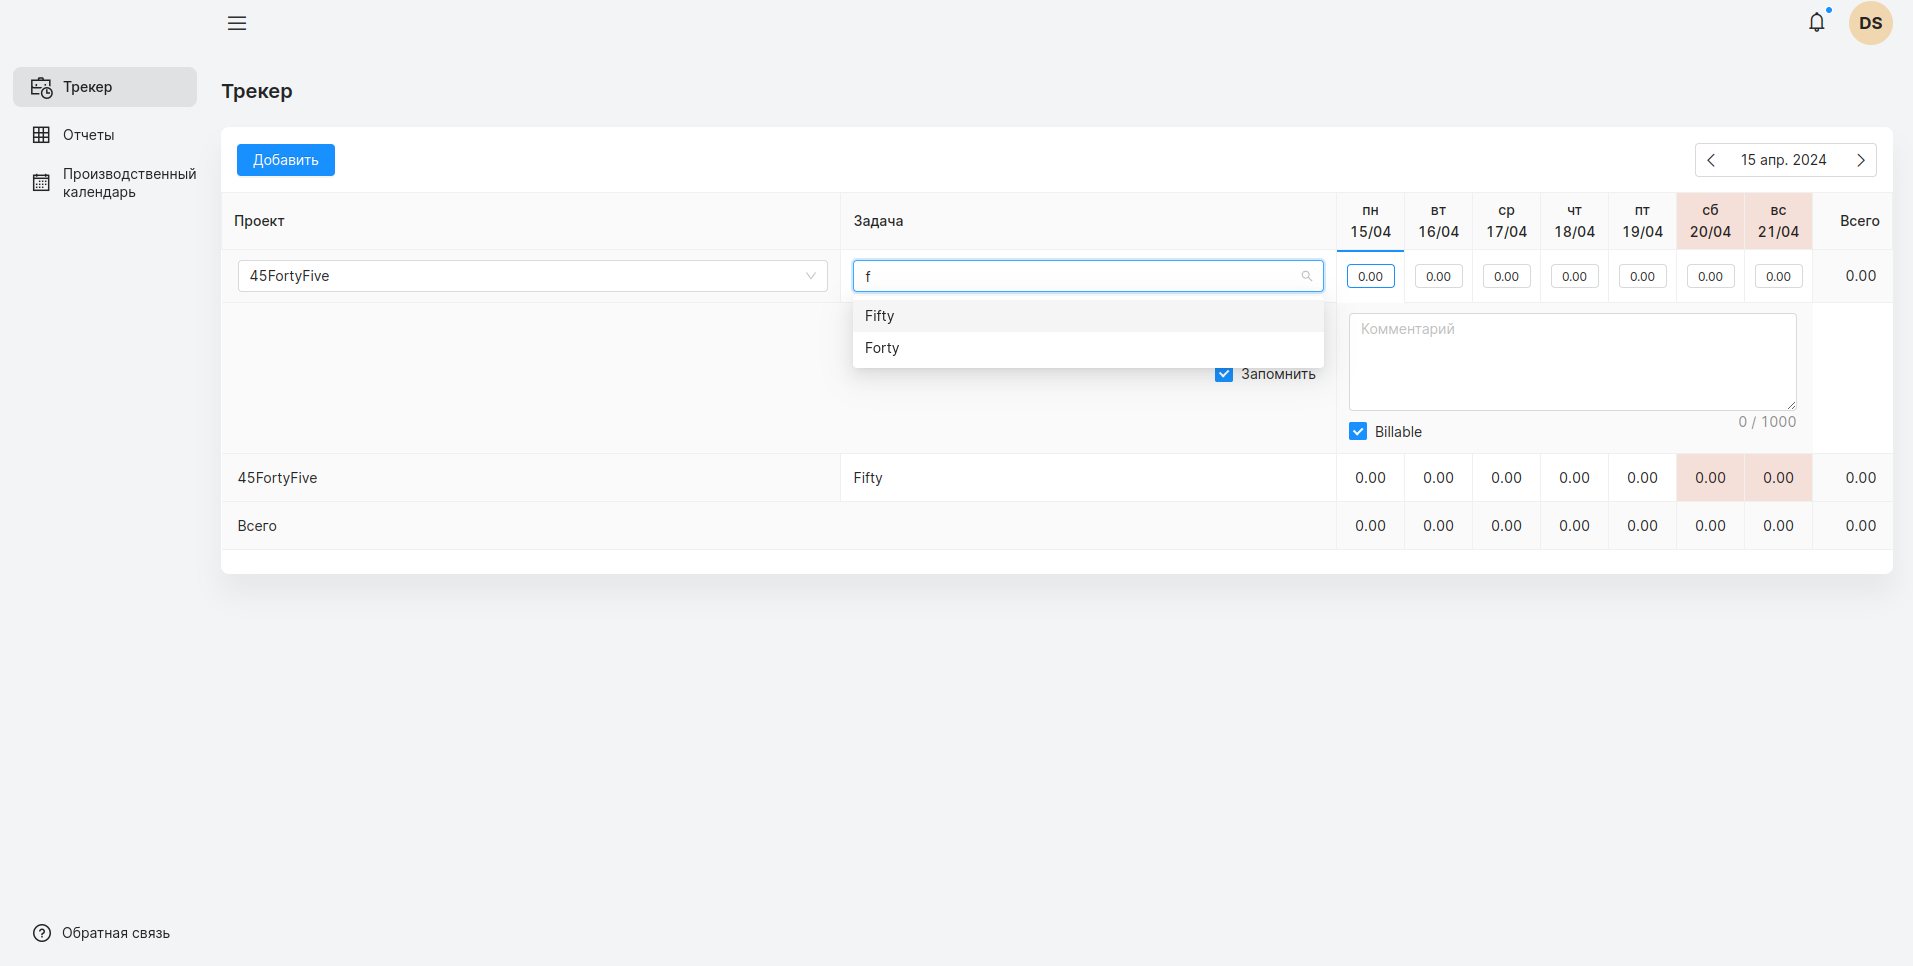 DS
Трекер
Отчеты
Производственный
календарь
Трекер
Добавить
15 апр. 2024
Проект
Задача
пн
15/04
вт
16/04
ср
17/04
чт
18/04
пт
19/04
сб
20/04
вс
21/04
Всего
45FortyFive
f
0.00
0.00
0.00
0.00
0.00
0.00
0.00
0.00
Fifty
Forty
Запомнить
Комментарий
0 / 1000
Billable
45FortyFive
Fifty
0.00
0.00
0.00
0.00
0.00
0.00
0.00
0.00
Всего
0.00
0.00
0.00
0.00
0.00
0.00
0.00
0.00
Обратная связь